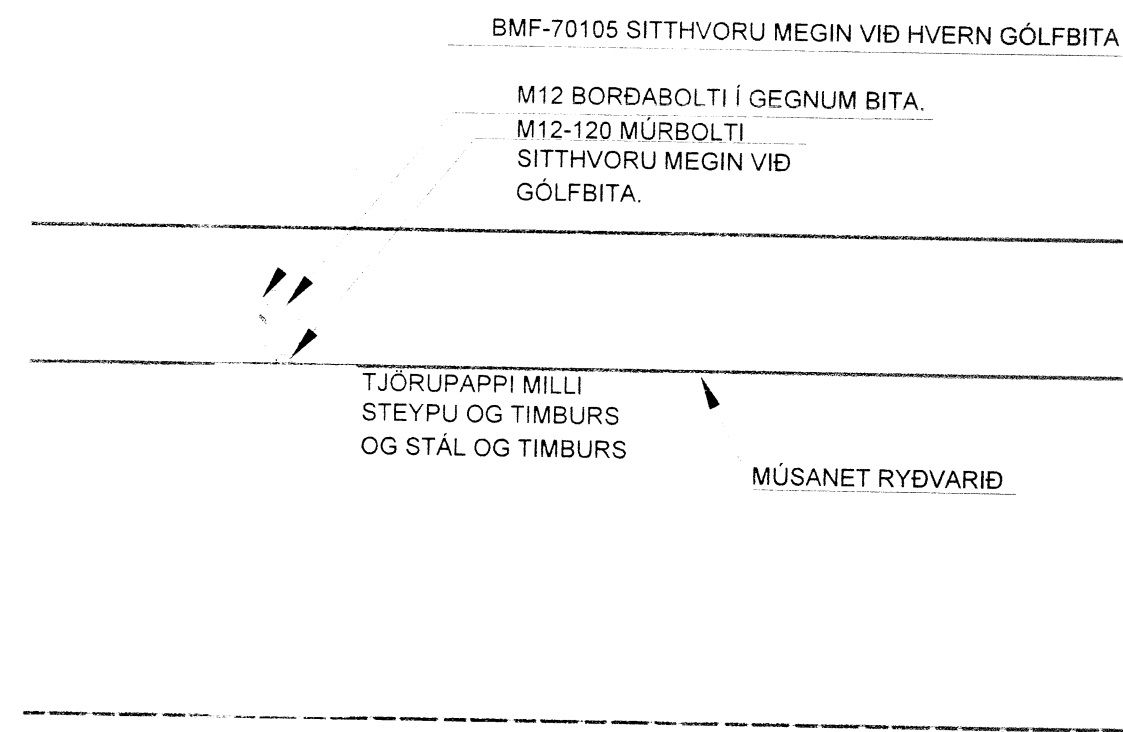 BMF-70105 SITTHVORU MEGIN VIÐ HVERN GÓLFBITA
M12 BORÐABOLTI Í GEGNUM BITA.
M12-120 MÚRBOLTI
SITTHVORU MEGIN VIÐ
GÓLFBITA.
TJÖRUPAPPI MILLI
STEYPU OG TIMBURS
OG STÁL OG TIMBURS
MÚSANET RYÐVARIÐ